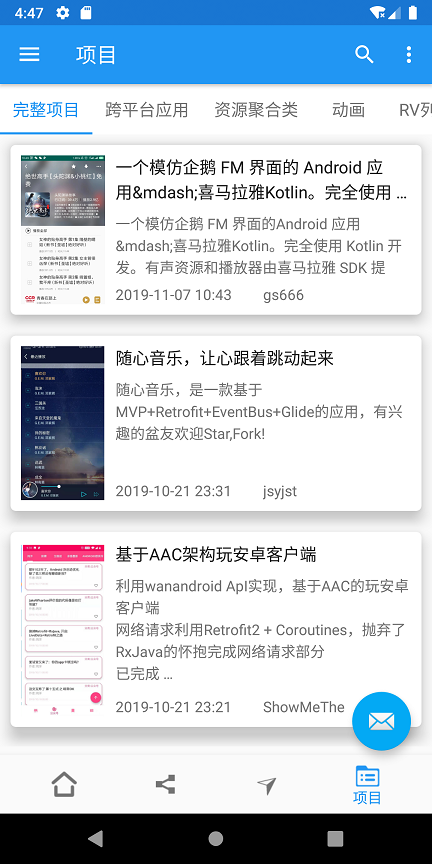 4:47
项目
完整项目 跨平台应用 资源聚合类 动画 RV列
一个模仿企鹅 FM 界面的 Android 应
用&mdash;喜马拉雅Kotlin。完全使用 ...
一个模仿企鹅 FM 界面的Android 应用
&mdash;喜马拉雅Kotlin。完全使用 Kotlin 开
发。有声资源和播放器由喜马拉雅 SDK 提
2019-11-07 10:43 gs666
随心音乐，让心跟着跳动起来
随心音乐，是一款基于
MVP+Retrofit+EventBus+Glide的应用，有兴
趣的盆友欢迎Star,Fork!
2019-10-21 23:31 jsyjst
基于AAC架构玩安卓客户端
利用wanandroid ApI实现，基于AAC的玩安卓
客户端
网络请求利用Retrofit2 + Coroutines，抛弃了
RxJava的怀抱完成网络请求部分
已完成 ...
2019-10-21 23:21 ShowMeThe
项目